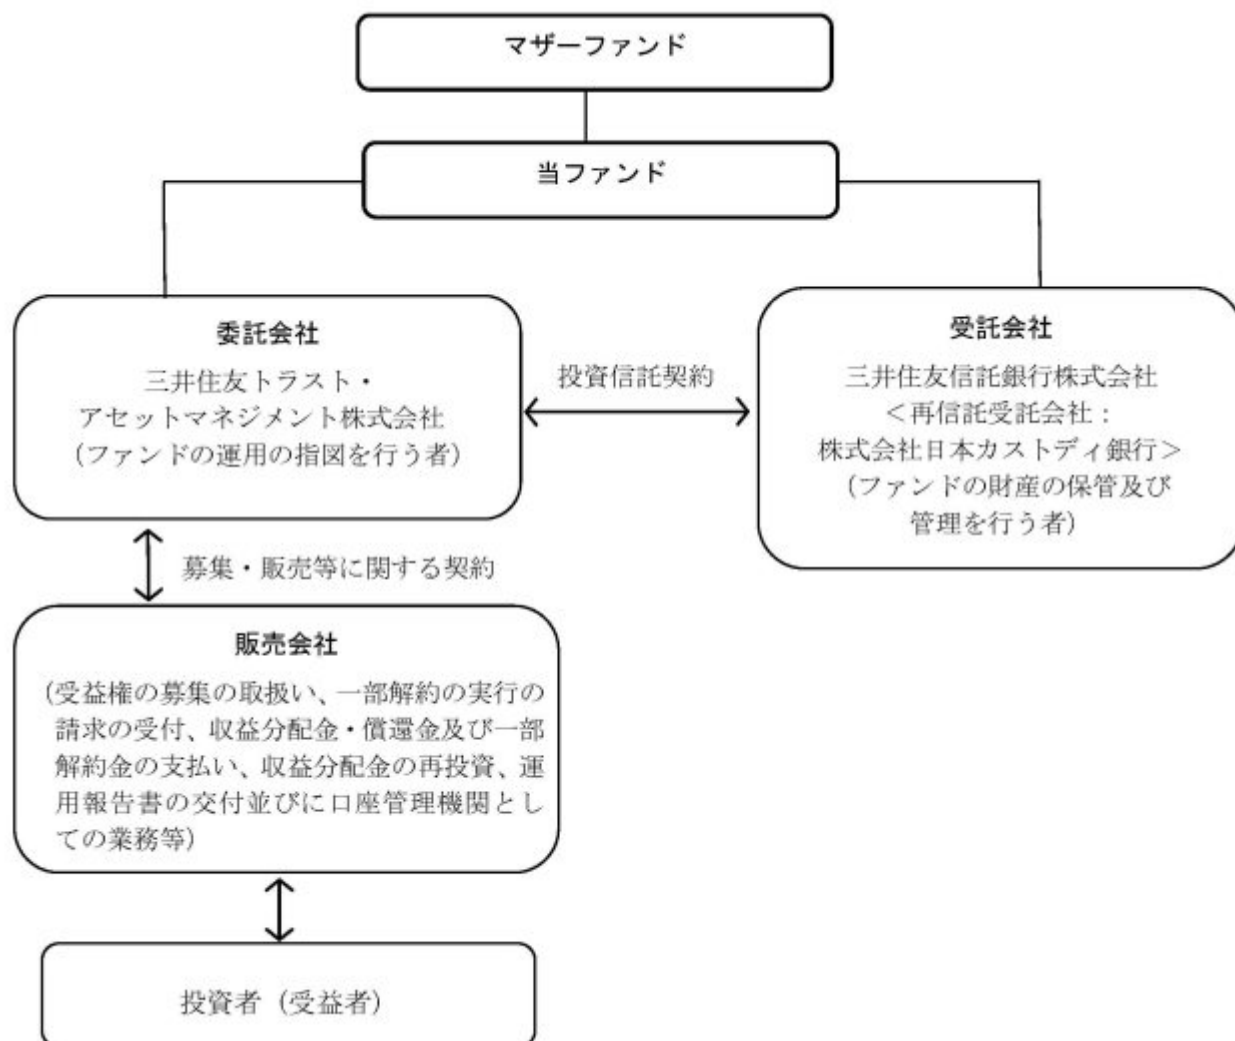 マザーファンド
当ファンド
委託会社
三井住友トラスト・
アセットマネジメント株式会社
（ファンドの運用の指図を行う者）
投資信託契約
受託会社
三井住友信託銀行株式会社
＜再信託受託会社：
株式会社日本カストディ銀行＞
（ファンドの財産の保管及び
管理を行う者）
募集・販売等に関する契約
販売会社
（受益権の募集の取扱い、一部解約の実行の
請求の受付、収益分配金・償還金及び一部
解約金の支払い、収益分配金の再投資、運
用報告書の交付並びに口座管理機関とし
ての業務等）
投資者（受益者）